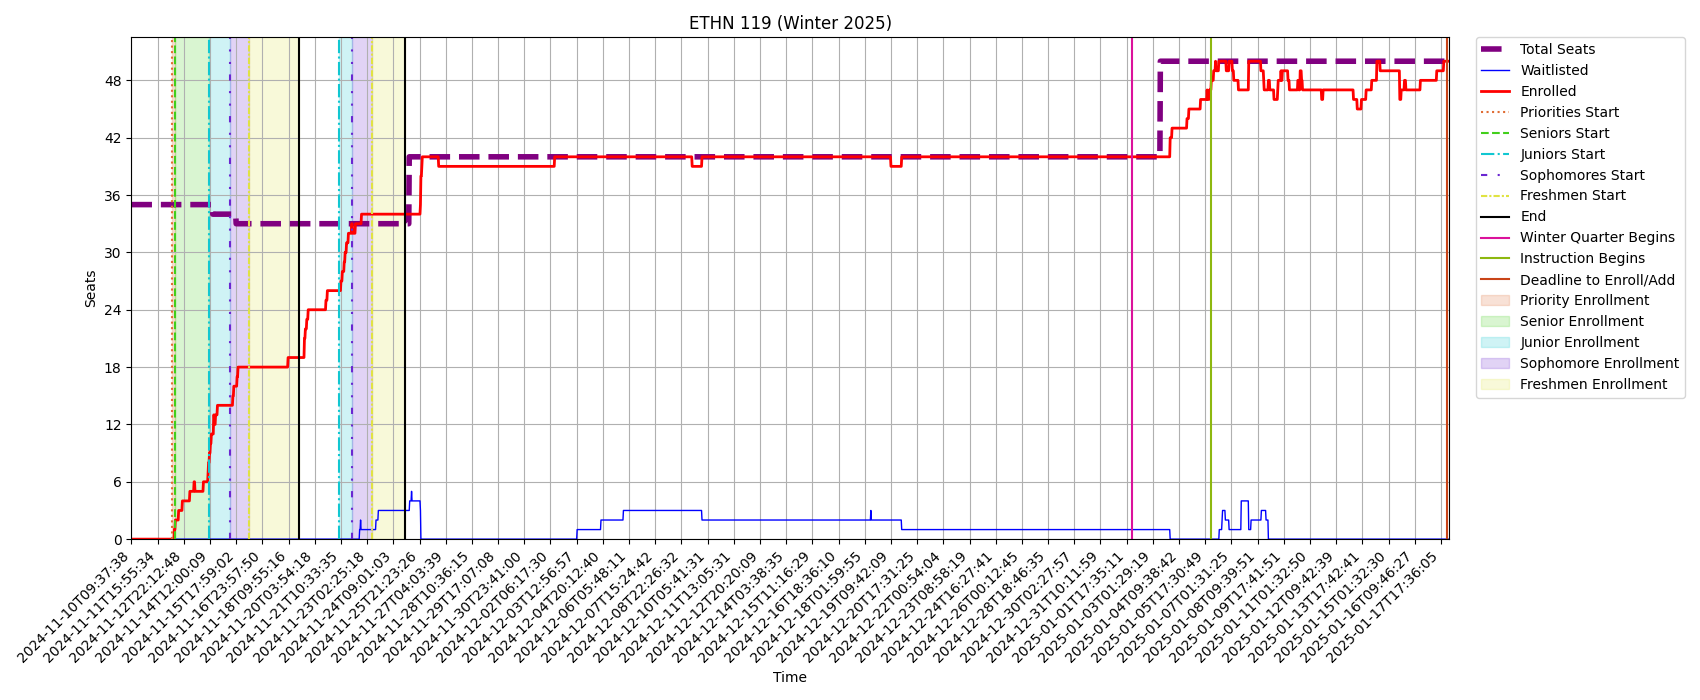 ETHN 119 (Winter 2025)
Seats
48
42
36
30
24
18
12
6
0
2024-11-10T09:37:38
2024-11-11T15:55:34
2024-11-12T22:12:48
2024-11-14T12:00:09
2024-11-15T17:59:02
2024-11-16T23:57:50
2024-11-18T09:55:16
2024-11-20T03:54:18
2024-11-21T10:33:35
2024-11-23T02:25:18
2024-11-24T09:01:03
2024-11-25T21:23:26
2024-11-27T04:03:39
2024-11-28T10:36:15
2024-11-29T17:07:08
2024-11-30T23:41:00
2024-12-02T06:17:30
2024-12-03T12:56:57
2024-12-04T20:12:40
2024-12-06T05:48:11
2024-12-07T15:24:42
2024-12-08T22:26:32
2024-12-10T05:41:31
2024-12-11T13:05:31
2024-12-12T20:20:09
2024-12-14T03:38:35
2024-12-15T11:16:29
2024-12-16T18:36:10
2024-12-18T01:59:55
2024-12-19T09:42:03
2024-12-20T17:31:25
2024-12-22T00:54:04
2024-12-23T08:58:19
2024-12-24T16:27:41
2024-12-26T00:12:45
2024-12-28T18:46:35
2024-12-30T02:27:57
2024-12-31T10:11:59
2025-01-01T17:35:11
2025-01-03T01:29:19
2025-01-04T09:38:42
2025-01-05T17:30:49
2025-01-07T01:31:25
2025-01-08T09:39:51
2025-01-09T17:41:51
2025-01-11T01:32:50
2025-01-12T09:42:39
2025-01-13T17:42:41
2025-01-15T01:32:30
2025-01-16T09:46:27
2025-01-17T17:36:05
Time
Total Seats
Waitlisted
Enrolled
Priorities Start
Seniors Start
Juniors Start
Sophomores Start
Freshmen Start
End
Winter Quarter Begins
Instruction Begins
Deadline to Enroll/Add
Priority Enrollment
Senior Enrollment
Junior Enrollment
Sophomore Enrollment
Freshmen Enrollment